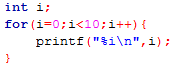 int i;
for(i=0;i<10;i++){
    printf("%i\n",i);
}